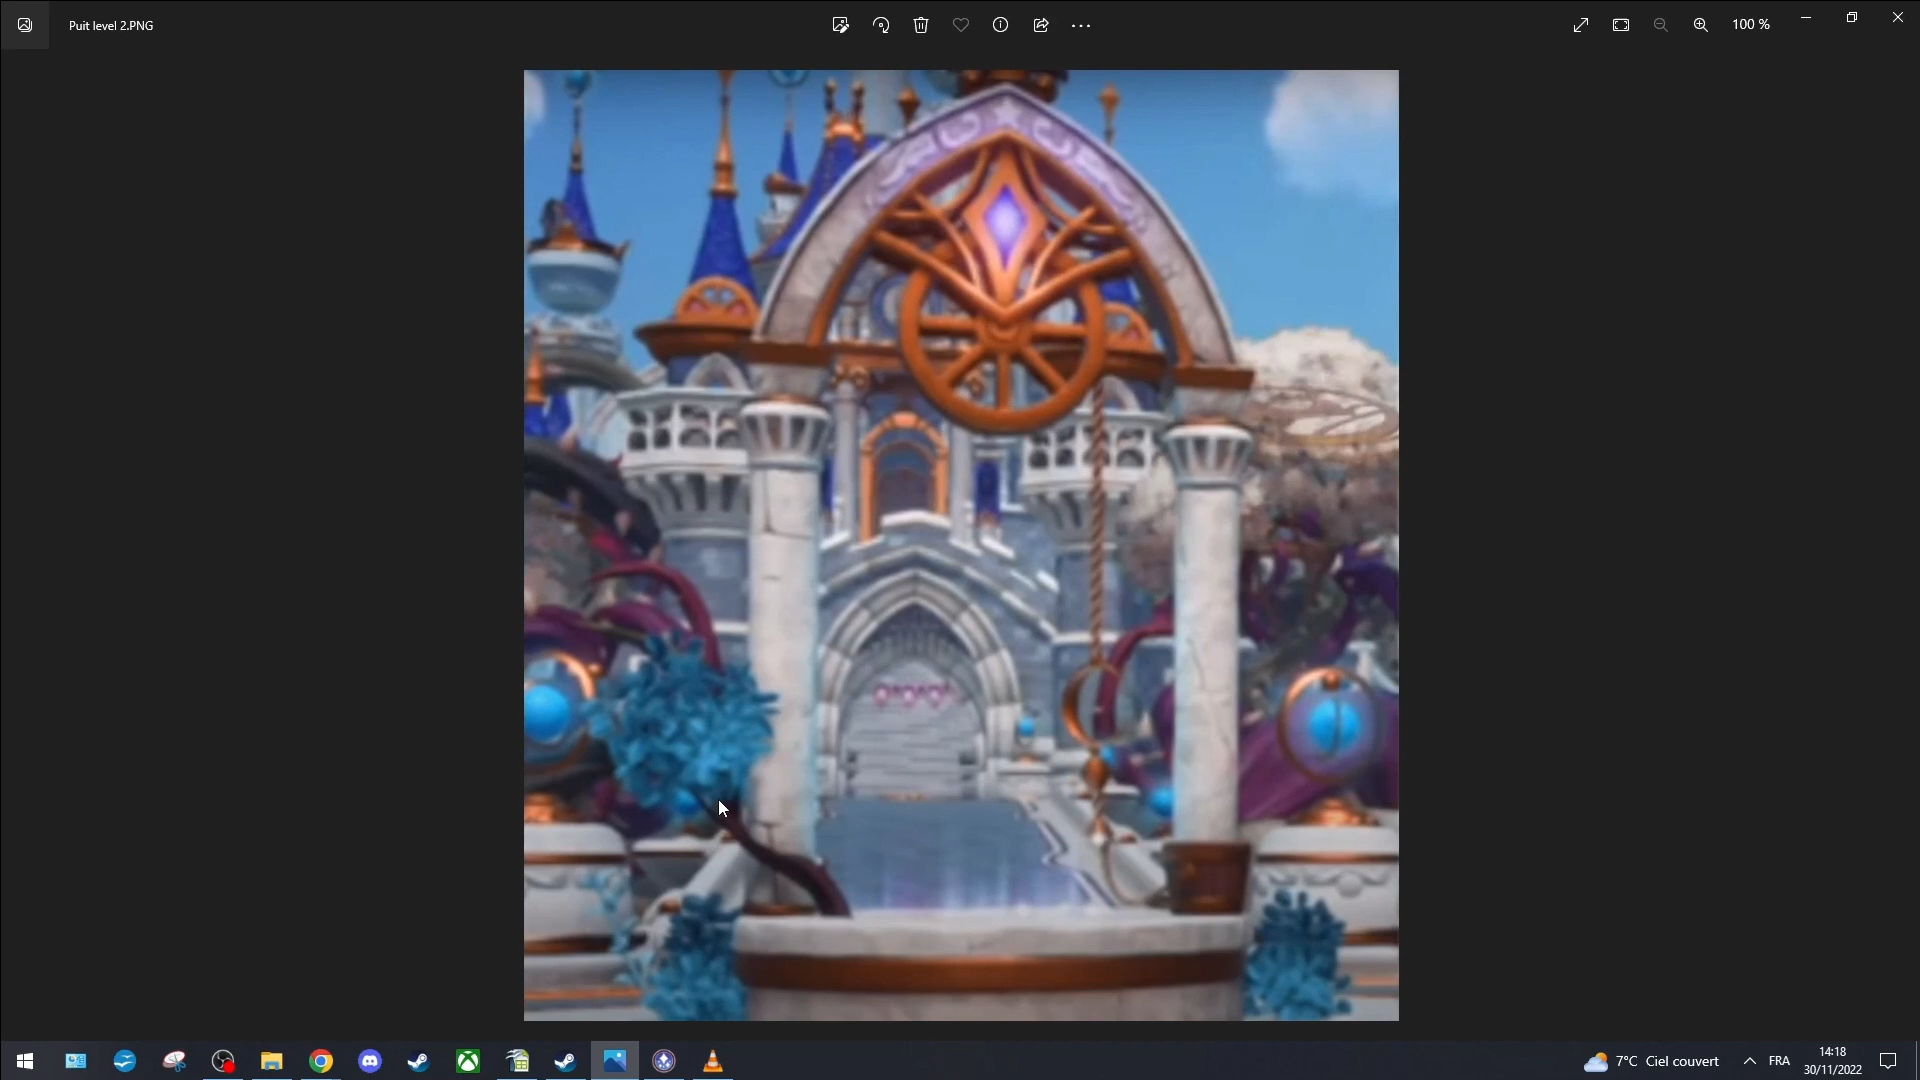 Puit level 2.PNG
100 %
7°C Ciel couvert
FRA
14:18
30/11/2022